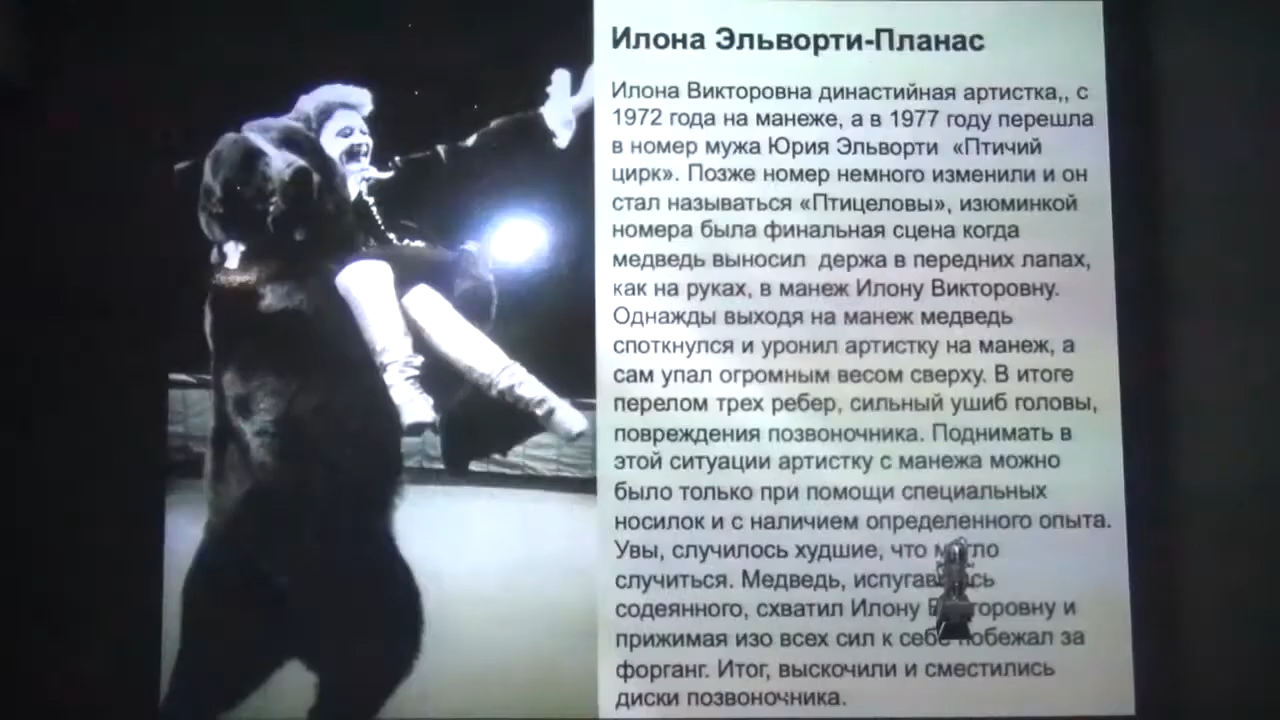 Илона Эльворти-Планас
Илона Викторовна династийная артистка,, с
1972 года на манеже, а в 1977 году перешла
в номер мужа Юрия Эльворти «Птичий
цирк». Позже номер немного изменили и он
стал называться «Птицеловы», изюминкой
номера была финальная сцена когда
медведь выносил держа в передних лапах,
как на руках, в манеж Илону Викторовну.
Однажды выходя на манеж медведь
споткнулся и уронил артистку на манеж, а
сам упал огромным весом сверху. В итоге
перелом трех ребер, сильный ушиб головы,
повреждения позвоночника. Поднимать в
этой ситуации артистку с манежа можно
было только при помощи специальных
носилок и с наличием определенного опыта.
Увы, случилось худшие, что могло
случиться. Медведь, испугавшись
содеянного, схватил Илону Викторовну и
прижимая изо всех сил к себе побежал за
форганг. Итог, выскочили и сместились
диски позвоночника.